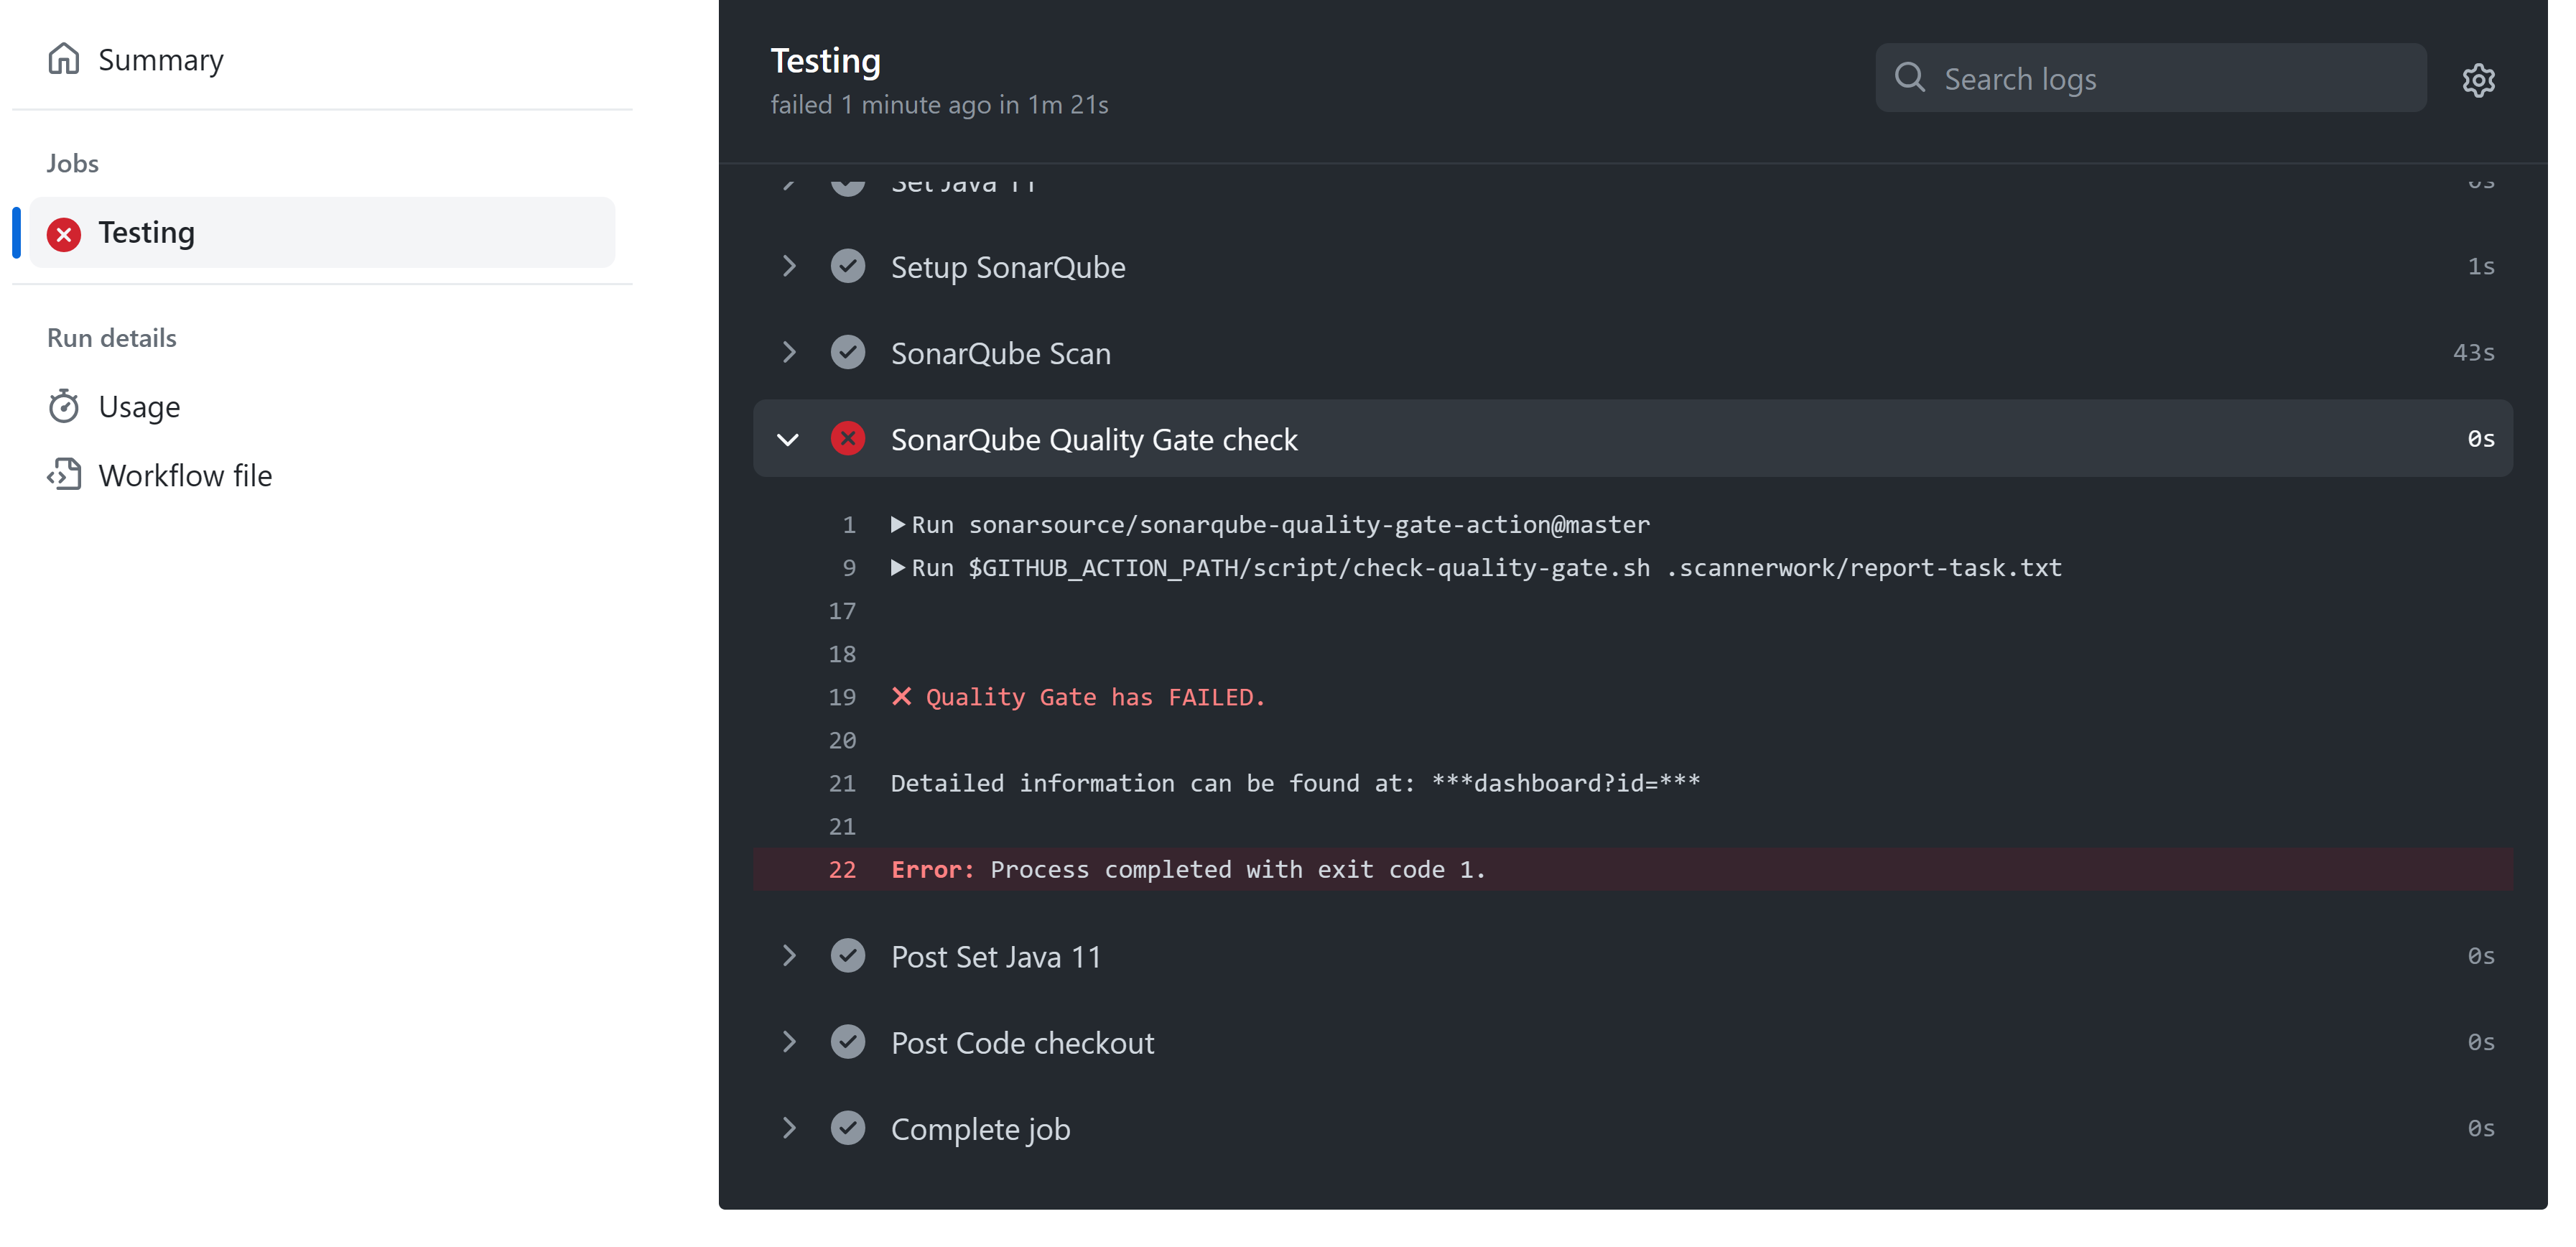 Summary
Jobs
Testing
Run details
Usage
Workflow file
Testing
failed 1 minute ago in 1m 21s
Search logs
Set Java 11
0s
Setup SonarQube
1s
SonarQube Scan
43s
SonarQube Quality Gate check
0s
1 Run sonarsource/sonarqube-quality-gate-action@master
9 Run $GITHUB_ACTION_PATH/script/check-quality-gate.sh .scannerwork/report-task.txt
17
18
19 ✖ Quality Gate has FAILED.
20
21 Detailed information can be found at: ***dashboard?id=***
21
22 Error: Process completed with exit code 1.
Post Set Java 11
0s
Post Code checkout
0s
Complete job
0s